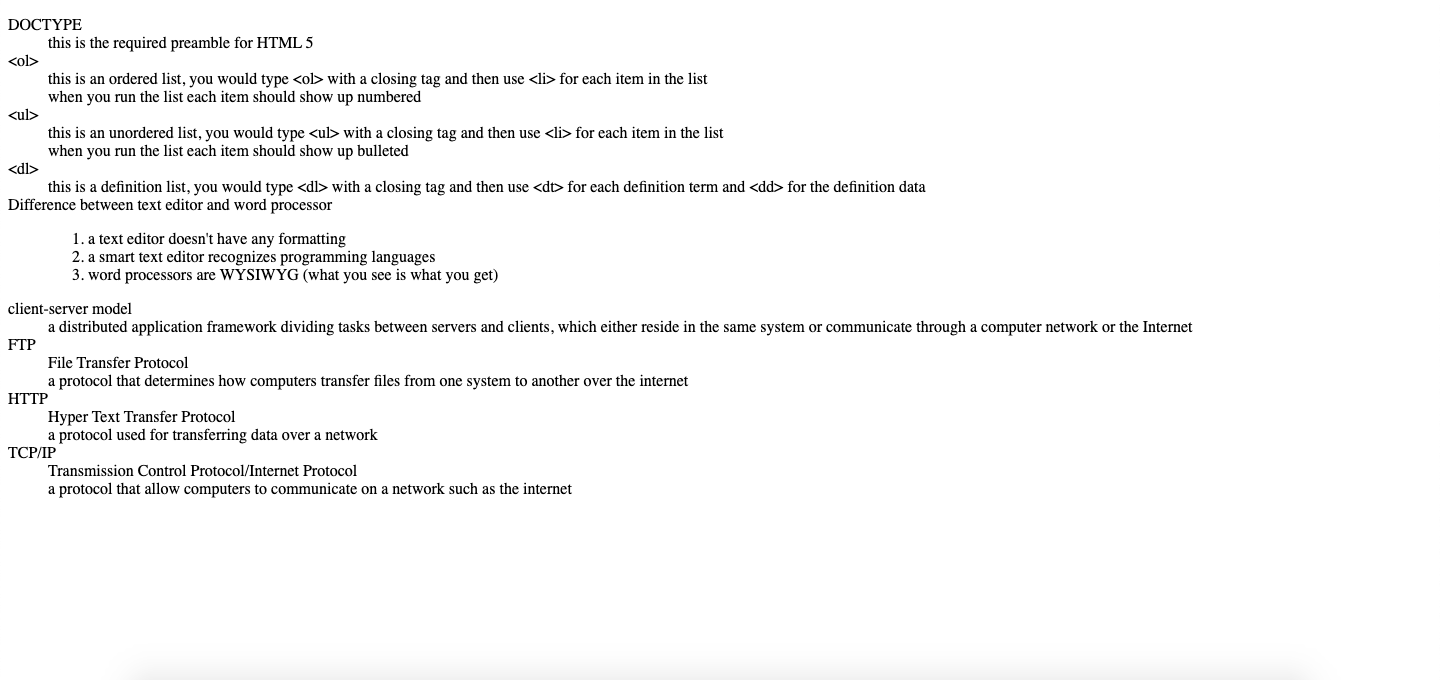 DOCTYPE
this is the required preamble for HTML 5
<ol>
this is an ordered list, you would type <ol> with a closing tag and then use <li> for each item in the list
when you run the list each item should show up numbered
<ul>
this is an unordered list, you would type <ul> with a closing tag and then use <li> for each item in the list
when you run the list each item should show up bulleted
<dl>
this is a definition list, you would type <dl> with a closing tag and then use <dt> for each definition term and <dd> for the definition data
Difference between text editor and word processor
1. a text editor doesn't have any formatting
2. a smart text editor recognizes programming languages
3. word processors are WYSIWYG (what you see is what you get)
client-server model
a distributed application framework dividing tasks between servers and clients, which either reside in the same system or communicate through a computer network or the Internet
FTP
File Transfer Protocol
a protocol that determines how computers transfer files from one system to another over the internet
HTTP
Hyper Text Transfer Protocol
a protocol used for transferring data over a network
TCP/IP
Transmission Control Protocol/Internet Protocol
a protocol that allow computers to communicate on a network such as the internet